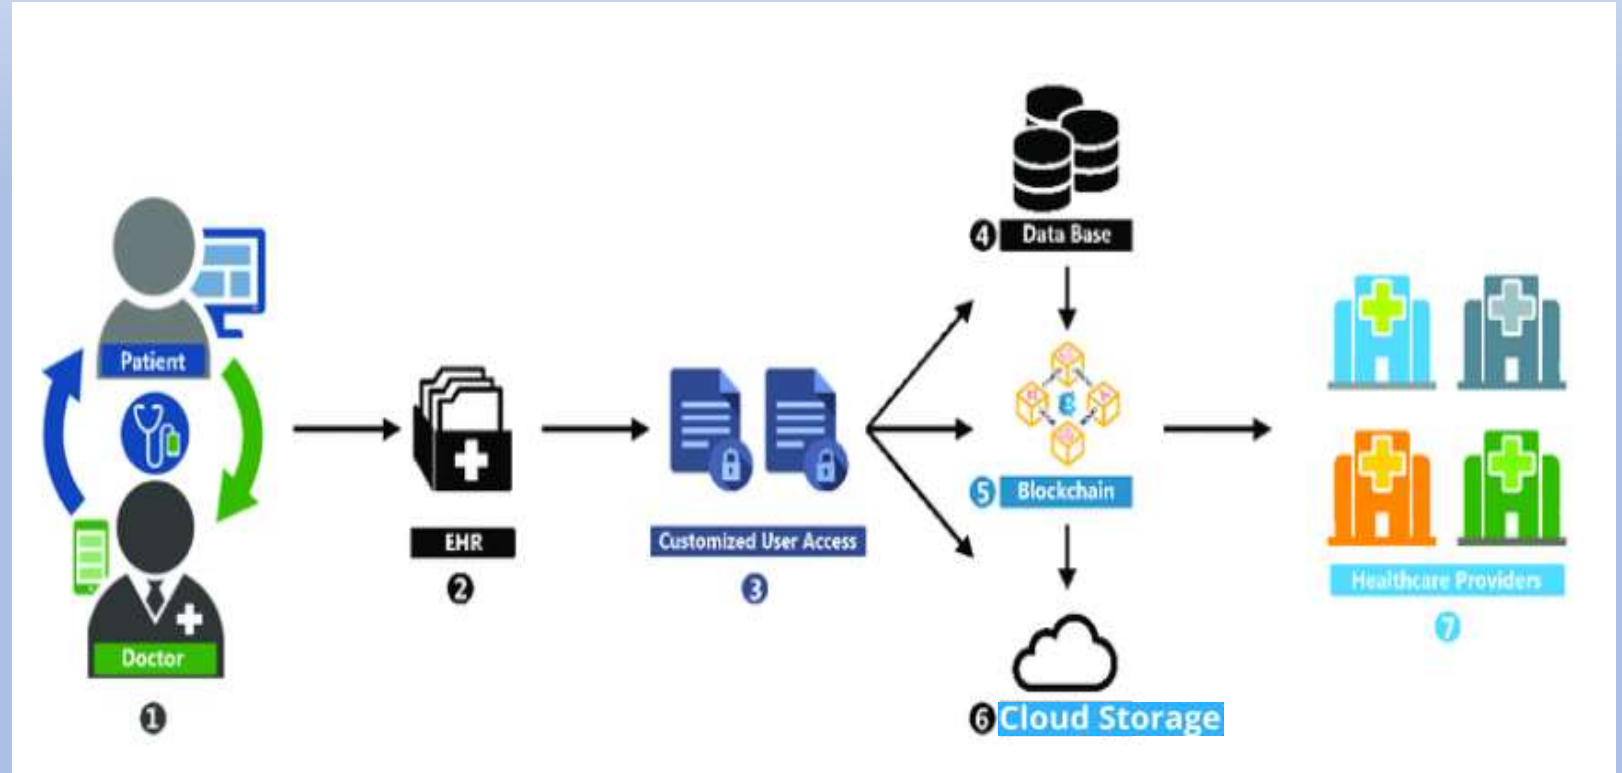 Patient
Doctor
1
EHR
2
Customized User Access
3
4 Data Base
5 Blockchain
6 Cloud Storage
Healthcare Providers
7